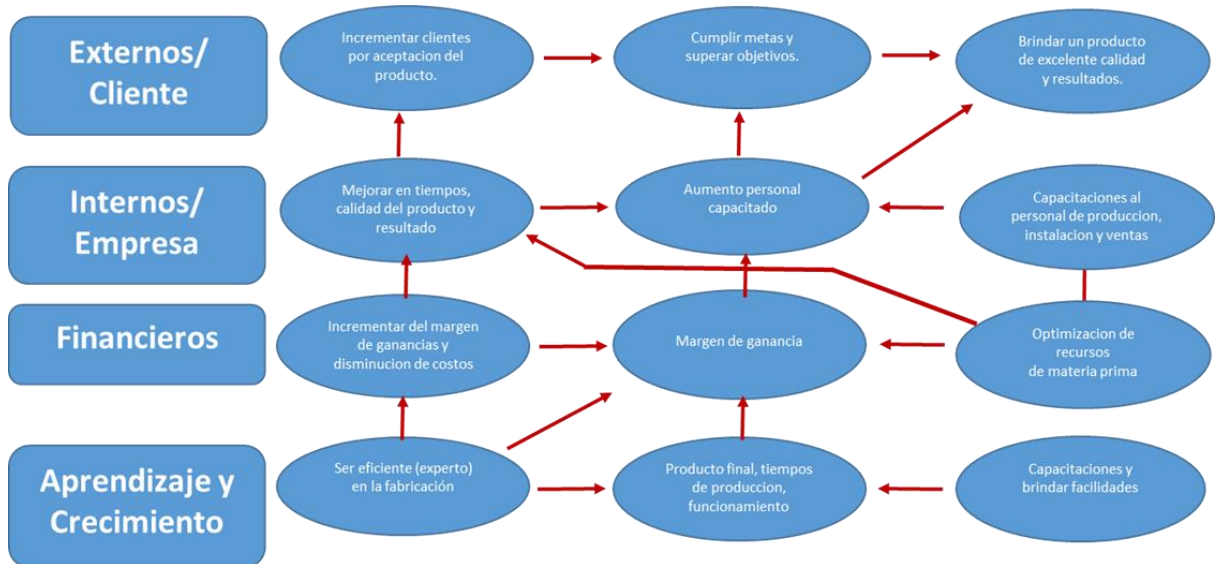 Externos/
Cliente
Incrementar clientes
por aceptacion del
producto.
Cumplir metas y
superar objetivos.
Brindar un producto
de excelente calidad
y resultados.
Internos/
Empresa
Mejorar en tiempos,
calidad del producto y
resultado
Aumento personal
capacitado
Capacitaciones al
personal de produccion,
instalacion y ventas
Financieros
Incrementar del margen
de ganancias y
disminucion de costos
Margen de ganancia
Optimizacion de
recursos
de materia prima
Aprendizaje y
Crecimiento
Ser eficiente (experto)
en la fabricación
Producto final, tiempos
de produccion,
funcionamiento
Capacitaciones y
brindar facilidades